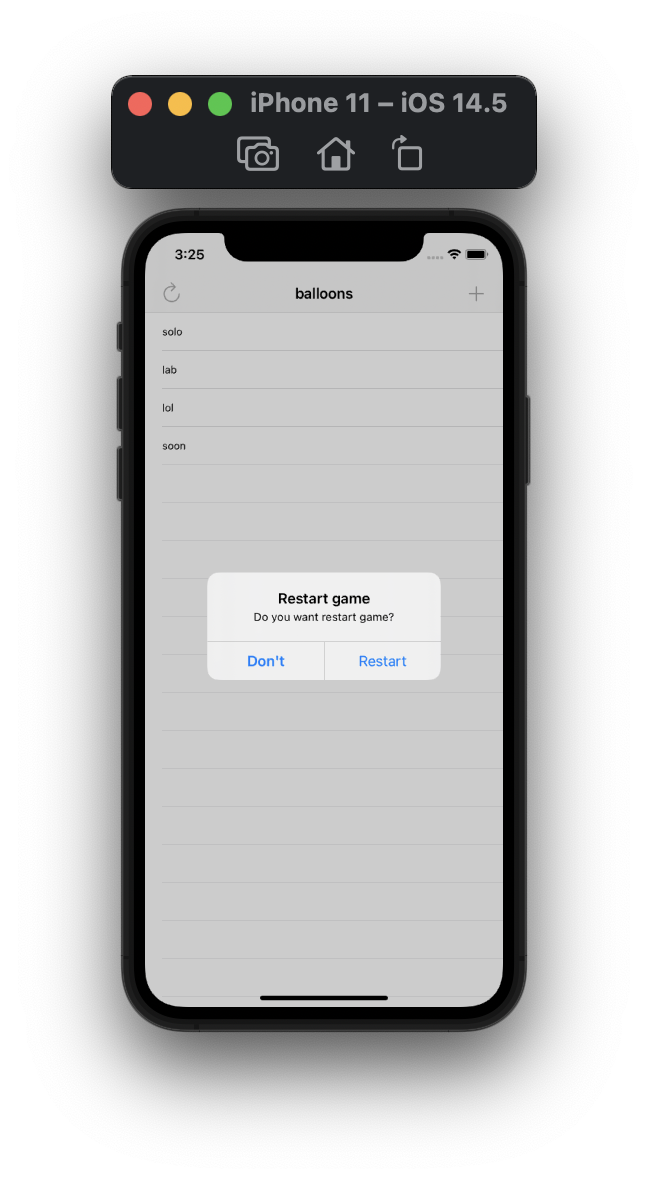 iPhone 11 – iOS 14.5
3:25
balloons
solo
lab
lol
soon
Restart game
Do you want restart game?
Don't Restart